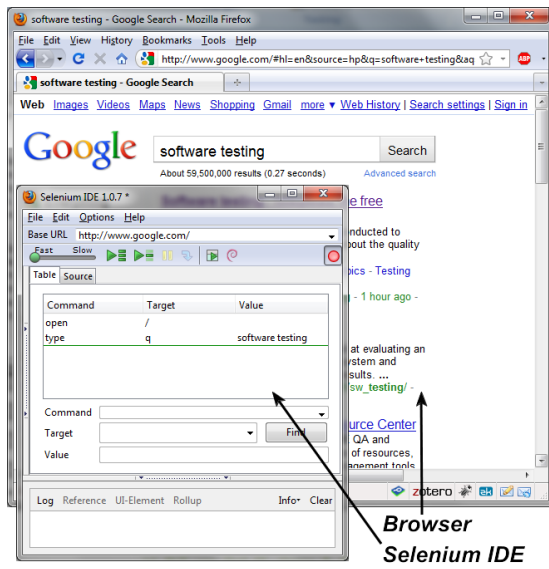 software testing - Google Search - Mozilla Firefox
File Edit View History Bookmarks Tools Help
http://www.google.com/#hl=en&source=hp&q=software+testing&aq
ABP
software testing - Google Search
Web Images Videos Maps News Shopping Gmail more ▼ Web History | Search settings | Sign in
Google software testing Search
About 59,500,000 results (0.27 seconds) Advanced search
Selenium IDE 1.0.7 *
e free
File Edit Options Help
Base URL http://www.google.com/
nducted to
out the quality
Fast Slow
pics - Testing
Table Source
- 1 hour ago -
Command Target Value
open /
type q software testing
at evaluating an
ystem and
sults. ...
/sw_testing/ -
Command
urce Center
Target Find
QA and
of resources,
Value
agement tools
zotero
Log Reference UI-Element Rollup Info Clear
Browser
Selenium IDE